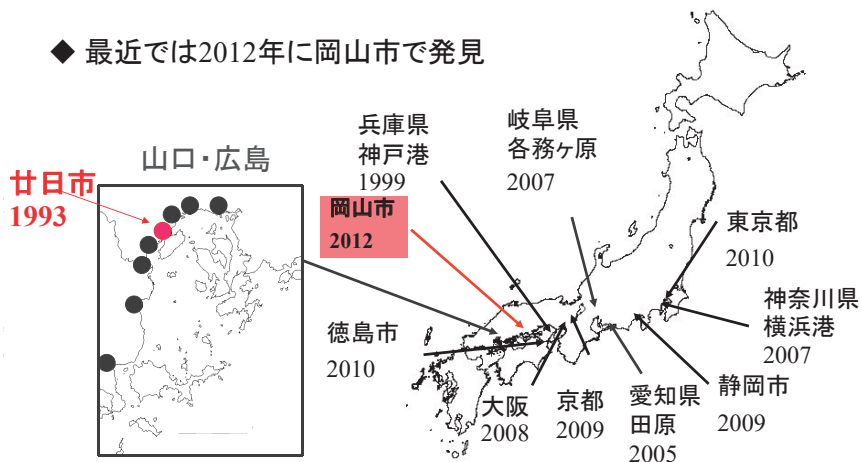 ◆ 最近では2012年に岡山市で発見
山口・広島
廿日市
1993
兵庫県
神戸港
1999
岐阜県
各務ヶ原
2007
岡山市
2012
東京都
2010
神奈川県
横浜港
2007
徳島市
2010
大阪
2008
京都
2009
愛知県
田原
2005
静岡市
2009